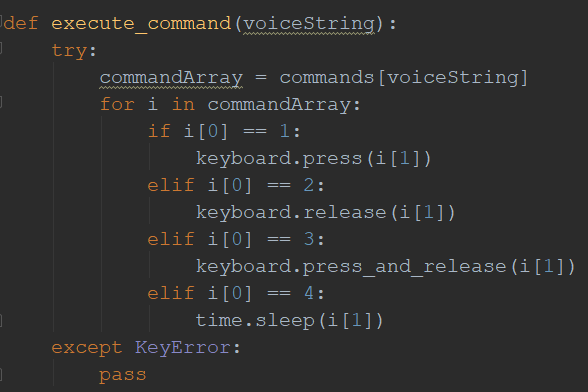 def execute_command(voiceString):
    try:
        commandArray = commands[voiceString]
        for i in commandArray:
            if i[0] == 1:
                keyboard.press(i[1])
            elif i[0] == 2:
                keyboard.release(i[1])
            elif i[0] == 3:
                keyboard.press_and_release(i[1])
            elif i[0] == 4:
                time.sleep(i[1])
    except KeyError:
        pass